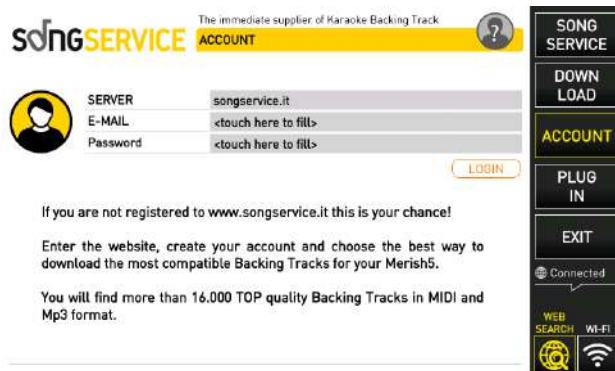 The immediate supplier of Karaoke Backing Track
SONGSERVICE
ACCOUNT
?
SERVER
songservice.it
E-MAIL
<touch here to fill>
Password
<touch here to fill>
LOGIN
If you are not registered to www.songservice.it this is your chance!
Enter the website, create your account and choose the best way to
download the most compatible Backing Tracks for your Merish5.
You will find more than 16.000 TOP quality Backing Tracks in MIDI and
Mp3 format.
SONG
SERVICE
DOWN
LOAD
ACCOUNT
PLUG
IN
EXIT
Connected
WEB
SEARCH
WI-FI